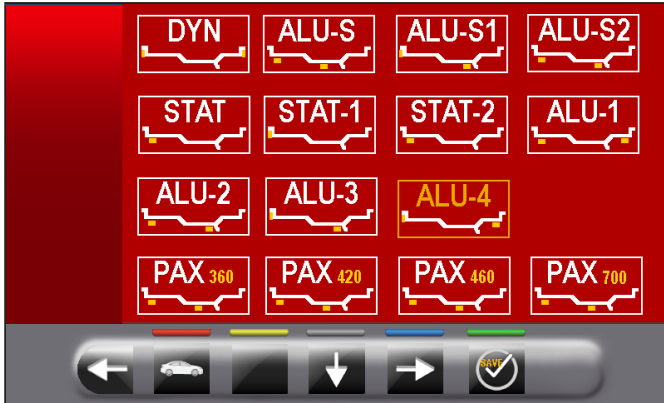 DYN ALU-S ALU-S1 ALU-S2
STAT STAT-1 STAT-2 ALU-1
ALU-2 ALU-3 ALU-4
PAX 360 PAX 420 PAX 460 PAX 700
SAVE